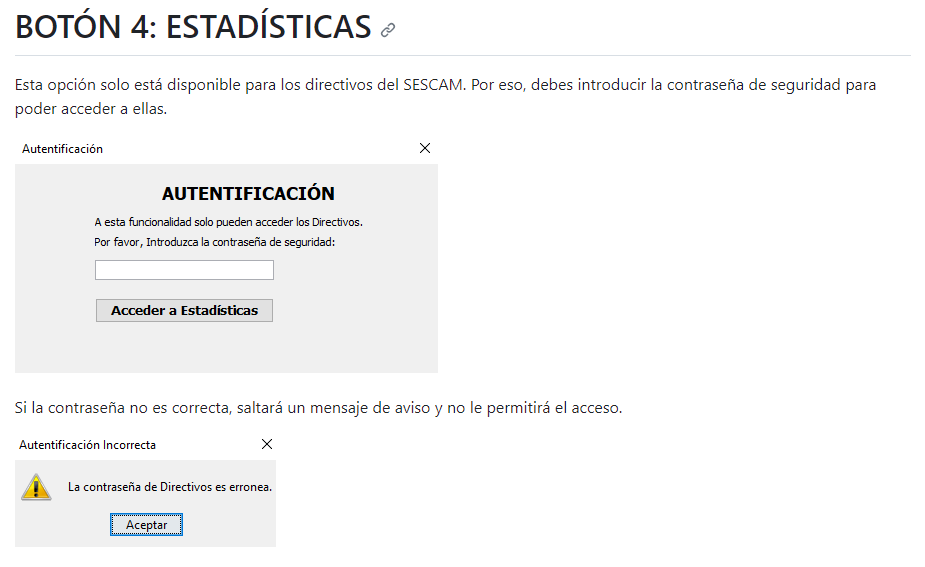 BOTÓN 4: ESTADÍSTICAS
Esta opción solo está disponible para los directivos del SESCAM. Por eso, debes introducir la contraseña de seguridad para
poder acceder a ellas.
Autentificación
AUTENTIFICACIÓN
A esta funcionalidad solo pueden acceder los Directivos.
Por favor, Introduzca la contraseña de seguridad:
Acceder a Estadísticas
Si la contraseña no es correcta, saltará un mensaje de aviso y no le permitirá el acceso.
Autentificación Incorrecta
La contraseña de Directivos es erronea.
Aceptar